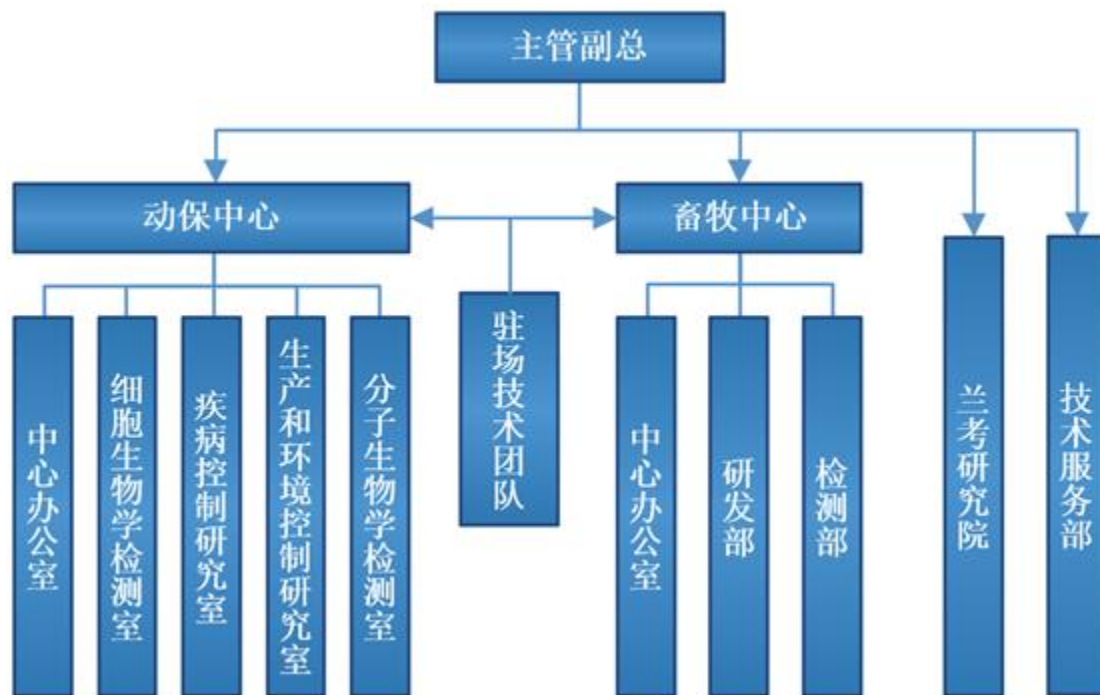 主管副总
动保中心
畜牧中心
中心办公室
细胞生物学检测室
疾病控制研究室
生产和环境控制研究室
分子生物学检测室
驻场技术团队
中心办公室
研发部
检测部
兰考研究院
技术服务部